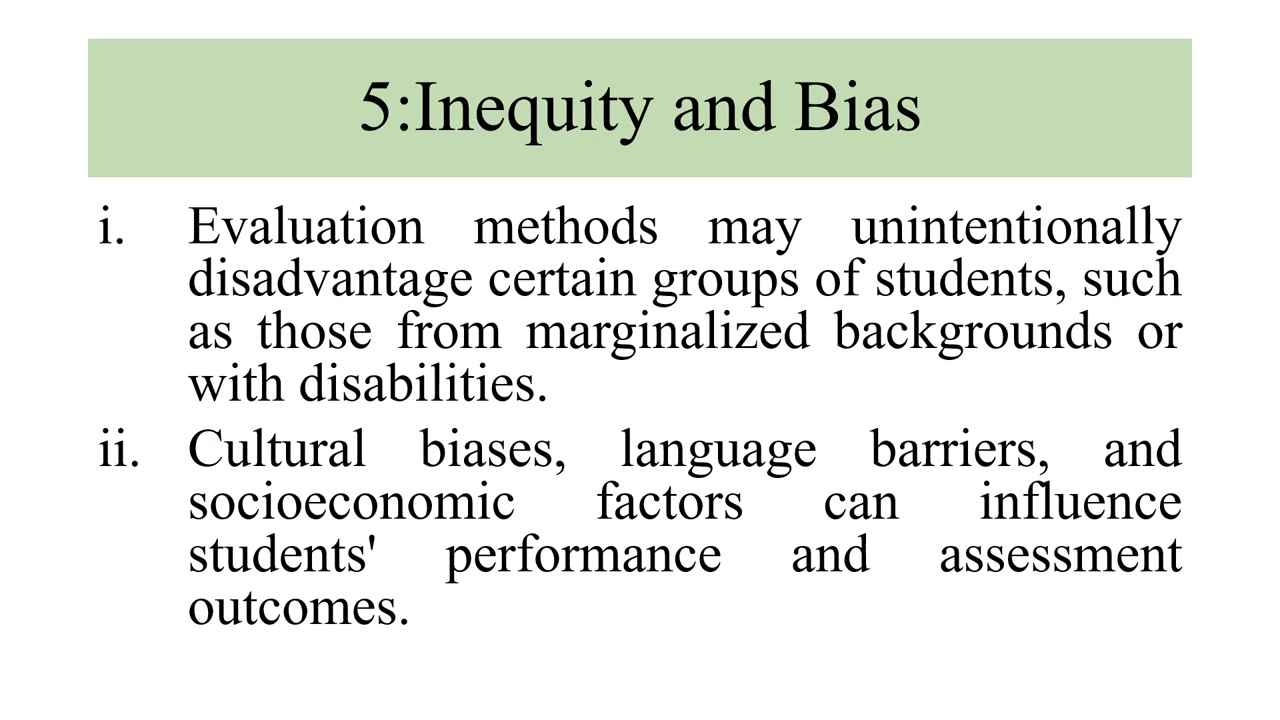 5:Inequity and Bias
i. Evaluation methods may unintentionally
disadvantage certain groups of students, such
as those from marginalized backgrounds or
with disabilities.
ii. Cultural biases, language barriers, and
socioeconomic factors can influence
students' performance and assessment
outcomes.